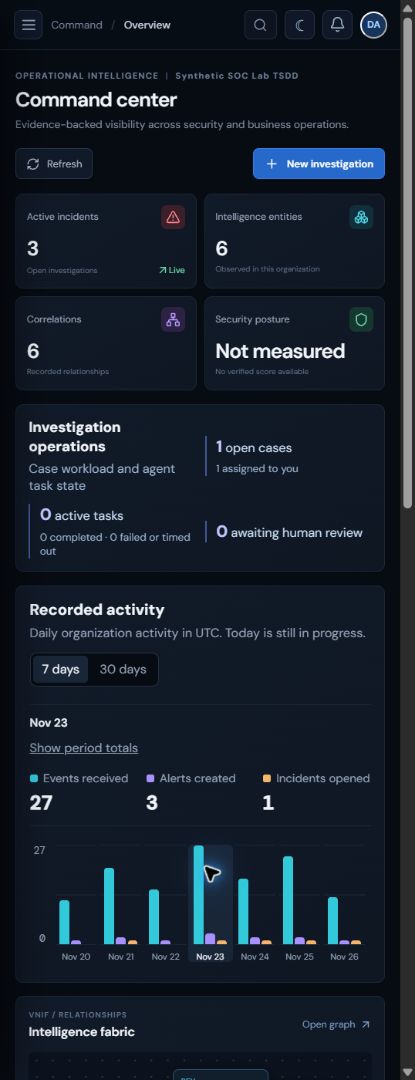 Command / Overview
DA
OPERATIONAL INTELLIGENCE | Synthetic SOC Lab TSDD
Command center
Evidence-backed visibility across security and business operations.
Refresh
New investigation
Active incidents
3
Open investigations
Live
Intelligence entities
6
Observed in this organization
Correlations
6
Recorded relationships
Security posture
Not measured
No verified score available
Investigation
operations
Case workload and agent
task state
1 open cases
1 assigned to you
0 active tasks
0 completed · 0 failed or timed
out
0 awaiting human review
Recorded activity
Daily organization activity in UTC. Today is still in progress.
7 days 30 days
Nov 23
Show period totals
Events received Alerts created Incidents opened
27 3 1
27
0
Nov 20 Nov 21 Nov 22 Nov 23 Nov 24 Nov 25 Nov 26
VNIF / RELATIONSHIPS
Intelligence fabric
Open graph